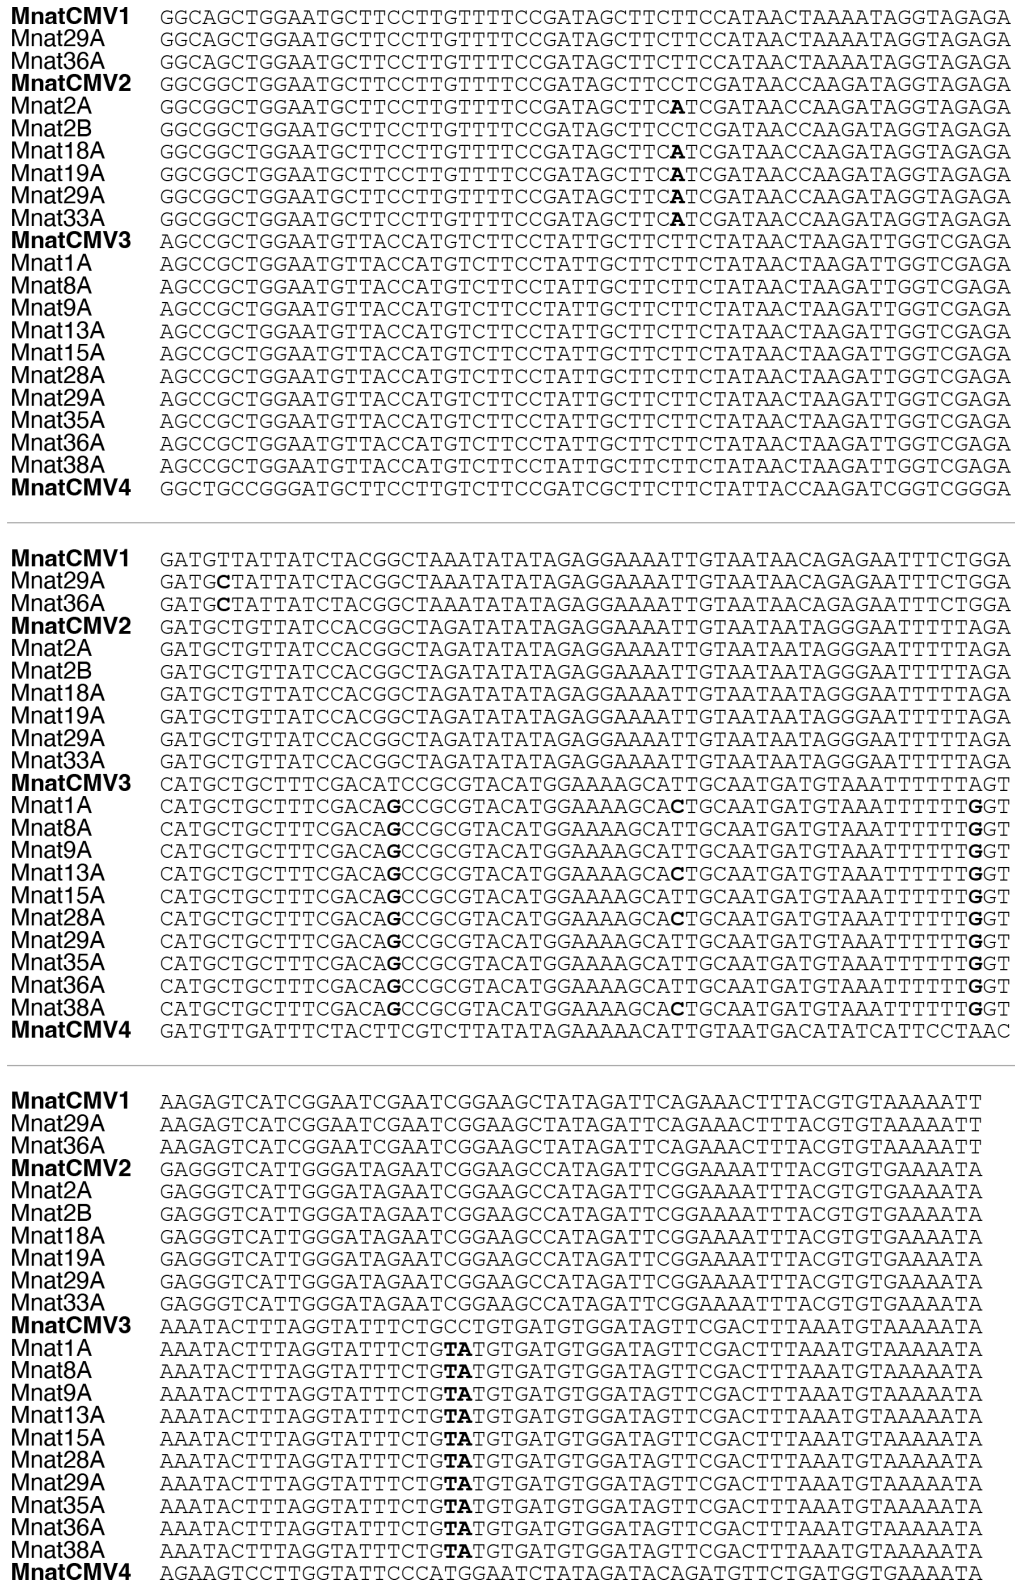 MnatCMV1 GGCAGCTGGAATGCTTCCTTGTTTTCCGATAGCTTCTTCCATAACTAAAATAGGTAGAGA
Mnat29A GGCAGCTGGAATGCTTCCTTGTTTTCCGATAGCTTCTTCCATAACTAAAATAGGTAGAGA
Mnat36A GGCAGCTGGAATGCTTCCTTGTTTTCCGATAGCTTCTTCCATAACTAAAATAGGTAGAGA
MnatCMV2 GGCGGCTGGAATGCTTCCTTGTTTTCCGATAGCTTCCTCGATAACCAAGATAGGTAGAGA
Mnat2A GGCGGCTGGAATGCTTCCTTGTTTTCCGATAGCTTCATCGATAACCAAGATAGGTAGAGA
Mnat2B GGCGGCTGGAATGCTTCCTTGTTTTCCGATAGCTTCCTCGATAACCAAGATAGGTAGAGA
Mnat18A GGCGGCTGGAATGCTTCCTTGTTTTCCGATAGCTTCATCGATAACCAAGATAGGTAGAGA
Mnat19A GGCGGCTGGAATGCTTCCTTGTTTTCCGATAGCTTCATCGATAACCAAGATAGGTAGAGA
Mnat29A GGCGGCTGGAATGCTTCCTTGTTTTCCGATAGCTTCATCGATAACCAAGATAGGTAGAGA
Mnat33A GGCGGCTGGAATGCTTCCTTGTTTTCCGATAGCTTCATCGATAACCAAGATAGGTAGAGA
MnatCMV3 AGCCGCTGGAATGTTACCATGTCTTCCTATTGCTTCTTCTATAACTAAGATTGGTCGAGA
Mnat1A AGCCGCTGGAATGTTACCATGTCTTCCTATTGCTTCTTCTATAACTAAGATTGGTCGAGA
Mnat8A AGCCGCTGGAATGTTACCATGTCTTCCTATTGCTTCTTCTATAACTAAGATTGGTCGAGA
Mnat9A AGCCGCTGGAATGTTACCATGTCTTCCTATTGCTTCTTCTATAACTAAGATTGGTCGAGA
Mnat13A AGCCGCTGGAATGTTACCATGTCTTCCTATTGCTTCTTCTATAACTAAGATTGGTCGAGA
Mnat15A AGCCGCTGGAATGTTACCATGTCTTCCTATTGCTTCTTCTATAACTAAGATTGGTCGAGA
Mnat28A AGCCGCTGGAATGTTACCATGTCTTCCTATTGCTTCTTCTATAACTAAGATTGGTCGAGA
Mnat29A AGCCGCTGGAATGTTACCATGTCTTCCTATTGCTTCTTCTATAACTAAGATTGGTCGAGA
Mnat35A AGCCGCTGGAATGTTACCATGTCTTCCTATTGCTTCTTCTATAACTAAGATTGGTCGAGA
Mnat36A AGCCGCTGGAATGTTACCATGTCTTCCTATTGCTTCTTCTATAACTAAGATTGGTCGAGA
Mnat38A AGCCGCTGGAATGTTACCATGTCTTCCTATTGCTTCTTCTATAACTAAGATTGGTCGAGA
MnatCMV4 GGCTGCCGGGATGCTTCCTTGTCTTCCGATCGCTTCTTCTATTACCAAGATCGGTCGGGA
MnatCMV1 GATGTTATTATCTACGGCTAAATATATAGAGGAAAATTGTAATAACAGAGAATTTCTGGA
Mnat29A GATGCTATTATCTACGGCTAAATATATAGAGGAAAATTGTAATAACAGAGAATTTCTGGA
Mnat36A GATGCTATTATCTACGGCTAAATATATAGAGGAAAATTGTAATAACAGAGAATTTCTGGA
MnatCMV2 GATGCTGTTATCCACGGCTAGATATATAGAGGAAAATTGTAATAATAGGGAATTTTTAGA
Mnat2A GATGCTGTTATCCACGGCTAGATATATAGAGGAAAATTGTAATAATAGGGAATTTTTAGA
Mnat2B GATGCTGTTATCCACGGCTAGATATATAGAGGAAAATTGTAATAATAGGGAATTTTTAGA
Mnat18A GATGCTGTTATCCACGGCTAGATATATAGAGGAAAATTGTAATAATAGGGAATTTTTAGA
Mnat19A GATGCTGTTATCCACGGCTAGATATATAGAGGAAAATTGTAATAATAGGGAATTTTTAGA
Mnat29A GATGCTGTTATCCACGGCTAGATATATAGAGGAAAATTGTAATAATAGGGAATTTTTAGA
Mnat33A GATGCTGTTATCCACGGCTAGATATATAGAGGAAAATTGTAATAATAGGGAATTTTTAGA
MnatCMV3 CATGCTGCTTTCGACATCCGCGTACATGGAAAAGCATTGCAATGATGTAAATTTTTTAGT
Mnat1A CATGCTGCTTTCGACAGCCGCGTACATGGAAAAGCACTGCAATGATGTAAATTTTTTGGT
Mnat8A CATGCTGCTTTCGACAGCCGCGTACATGGAAAAGCATTGCAATGATGTAAATTTTTTGGT
Mnat9A CATGCTGCTTTCGACAGCCGCGTACATGGAAAAGCATTGCAATGATGTAAATTTTTTGGT
Mnat13A CATGCTGCTTTCGACAGCCGCGTACATGGAAAAGCACTGCAATGATGTAAATTTTTTGGT
Mnat15A CATGCTGCTTTCGACAGCCGCGTACATGGAAAAGCATTGCAATGATGTAAATTTTTTGGT
Mnat28A CATGCTGCTTTCGACAGCCGCGTACATGGAAAAGCACTGCAATGATGTAAATTTTTTGGT
Mnat29A CATGCTGCTTTCGACAGCCGCGTACATGGAAAAGCATTGCAATGATGTAAATTTTTTGGT
Mnat35A CATGCTGCTTTCGACAGCCGCGTACATGGAAAAGCATTGCAATGATGTAAATTTTTTGGT
Mnat36A CATGCTGCTTTCGACAGCCGCGTACATGGAAAAGCATTGCAATGATGTAAATTTTTTGGT
Mnat38A CATGCTGCTTTCGACAGCCGCGTACATGGAAAAGCACTGCAATGATGTAAATTTTTTGGT
MnatCMV4 GATGTTGATTTCTACTTCGTCTTATATAGAAAAACATTGTAATGACATATCATTCCTAAC
MnatCMV1 AAGAGTCATCGGAATCGAATCGGAAGCTATAGATTCAGAAACTTTACGTGTAAAAATT
Mnat29A AAGAGTCATCGGAATCGAATCGGAAGCTATAGATTCAGAAACTTTACGTGTAAAAATT
Mnat36A AAGAGTCATCGGAATCGAATCGGAAGCTATAGATTCAGAAACTTTACGTGTAAAAATT
MnatCMV2 GAGGGTCATTGGGATAGAATCGGAAGCCATAGATTCGGAAAATTTACGTGTGAAAATA
Mnat2A GAGGGTCATTGGGATAGAATCGGAAGCCATAGATTCGGAAAATTTACGTGTGAAAATA
Mnat2B GAGGGTCATTGGGATAGAATCGGAAGCCATAGATTCGGAAAATTTACGTGTGAAAATA
Mnat18A GAGGGTCATTGGGATAGAATCGGAAGCCATAGATTCGGAAAATTTACGTGTGAAAATA
Mnat19A GAGGGTCATTGGGATAGAATCGGAAGCCATAGATTCGGAAAATTTACGTGTGAAAATA
Mnat29A GAGGGTCATTGGGATAGAATCGGAAGCCATAGATTCGGAAAATTTACGTGTGAAAATA
Mnat33A GAGGGTCATTGGGATAGAATCGGAAGCCATAGATTCGGAAAATTTACGTGTGAAAATA
MnatCMV3 AAATACTTTAGGTATTTCTGCCTGTGATGTGGATAGTTCGACTTTAAATGTAAAAATA
Mnat1A AAATACTTTAGGTATTTCTGTATGTGATGTGGATAGTTCGACTTTAAATGTAAAAATA
Mnat8A AAATACTTTAGGTATTTCTGTATGTGATGTGGATAGTTCGACTTTAAATGTAAAAATA
Mnat9A AAATACTTTAGGTATTTCTGTATGTGATGTGGATAGTTCGACTTTAAATGTAAAAATA
Mnat13A AAATACTTTAGGTATTTCTGTATGTGATGTGGATAGTTCGACTTTAAATGTAAAAATA
Mnat15A AAATACTTTAGGTATTTCTGTATGTGATGTGGATAGTTCGACTTTAAATGTAAAAATA
Mnat28A AAATACTTTAGGTATTTCTGTATGTGATGTGGATAGTTCGACTTTAAATGTAAAAATA
Mnat29A AAATACTTTAGGTATTTCTGTATGTGATGTGGATAGTTCGACTTTAAATGTAAAAATA
Mnat35A AAATACTTTAGGTATTTCTGTATGTGATGTGGATAGTTCGACTTTAAATGTAAAAATA
Mnat36A AAATACTTTAGGTATTTCTGTATGTGATGTGGATAGTTCGACTTTAAATGTAAAAATA
Mnat38A AAATACTTTAGGTATTTCTGTATGTGATGTGGATAGTTCGACTTTAAATGTAAAAATA
MnatCMV4 AGAAGTCCTTGGTATTCCCATGGAATCTATGGATACAGATGTTCTGATGGTGAAAATA